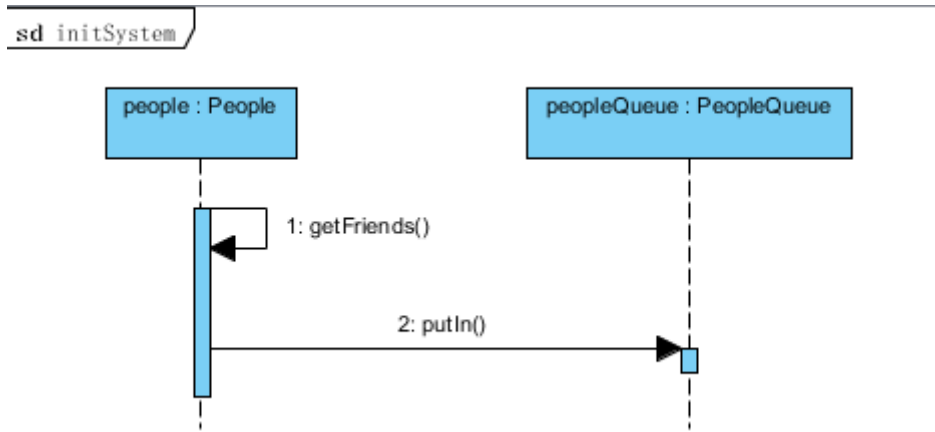 sd initSystem
people : People
peopleQueue : PeopleQueue
1: getFriends()
2: putIn()